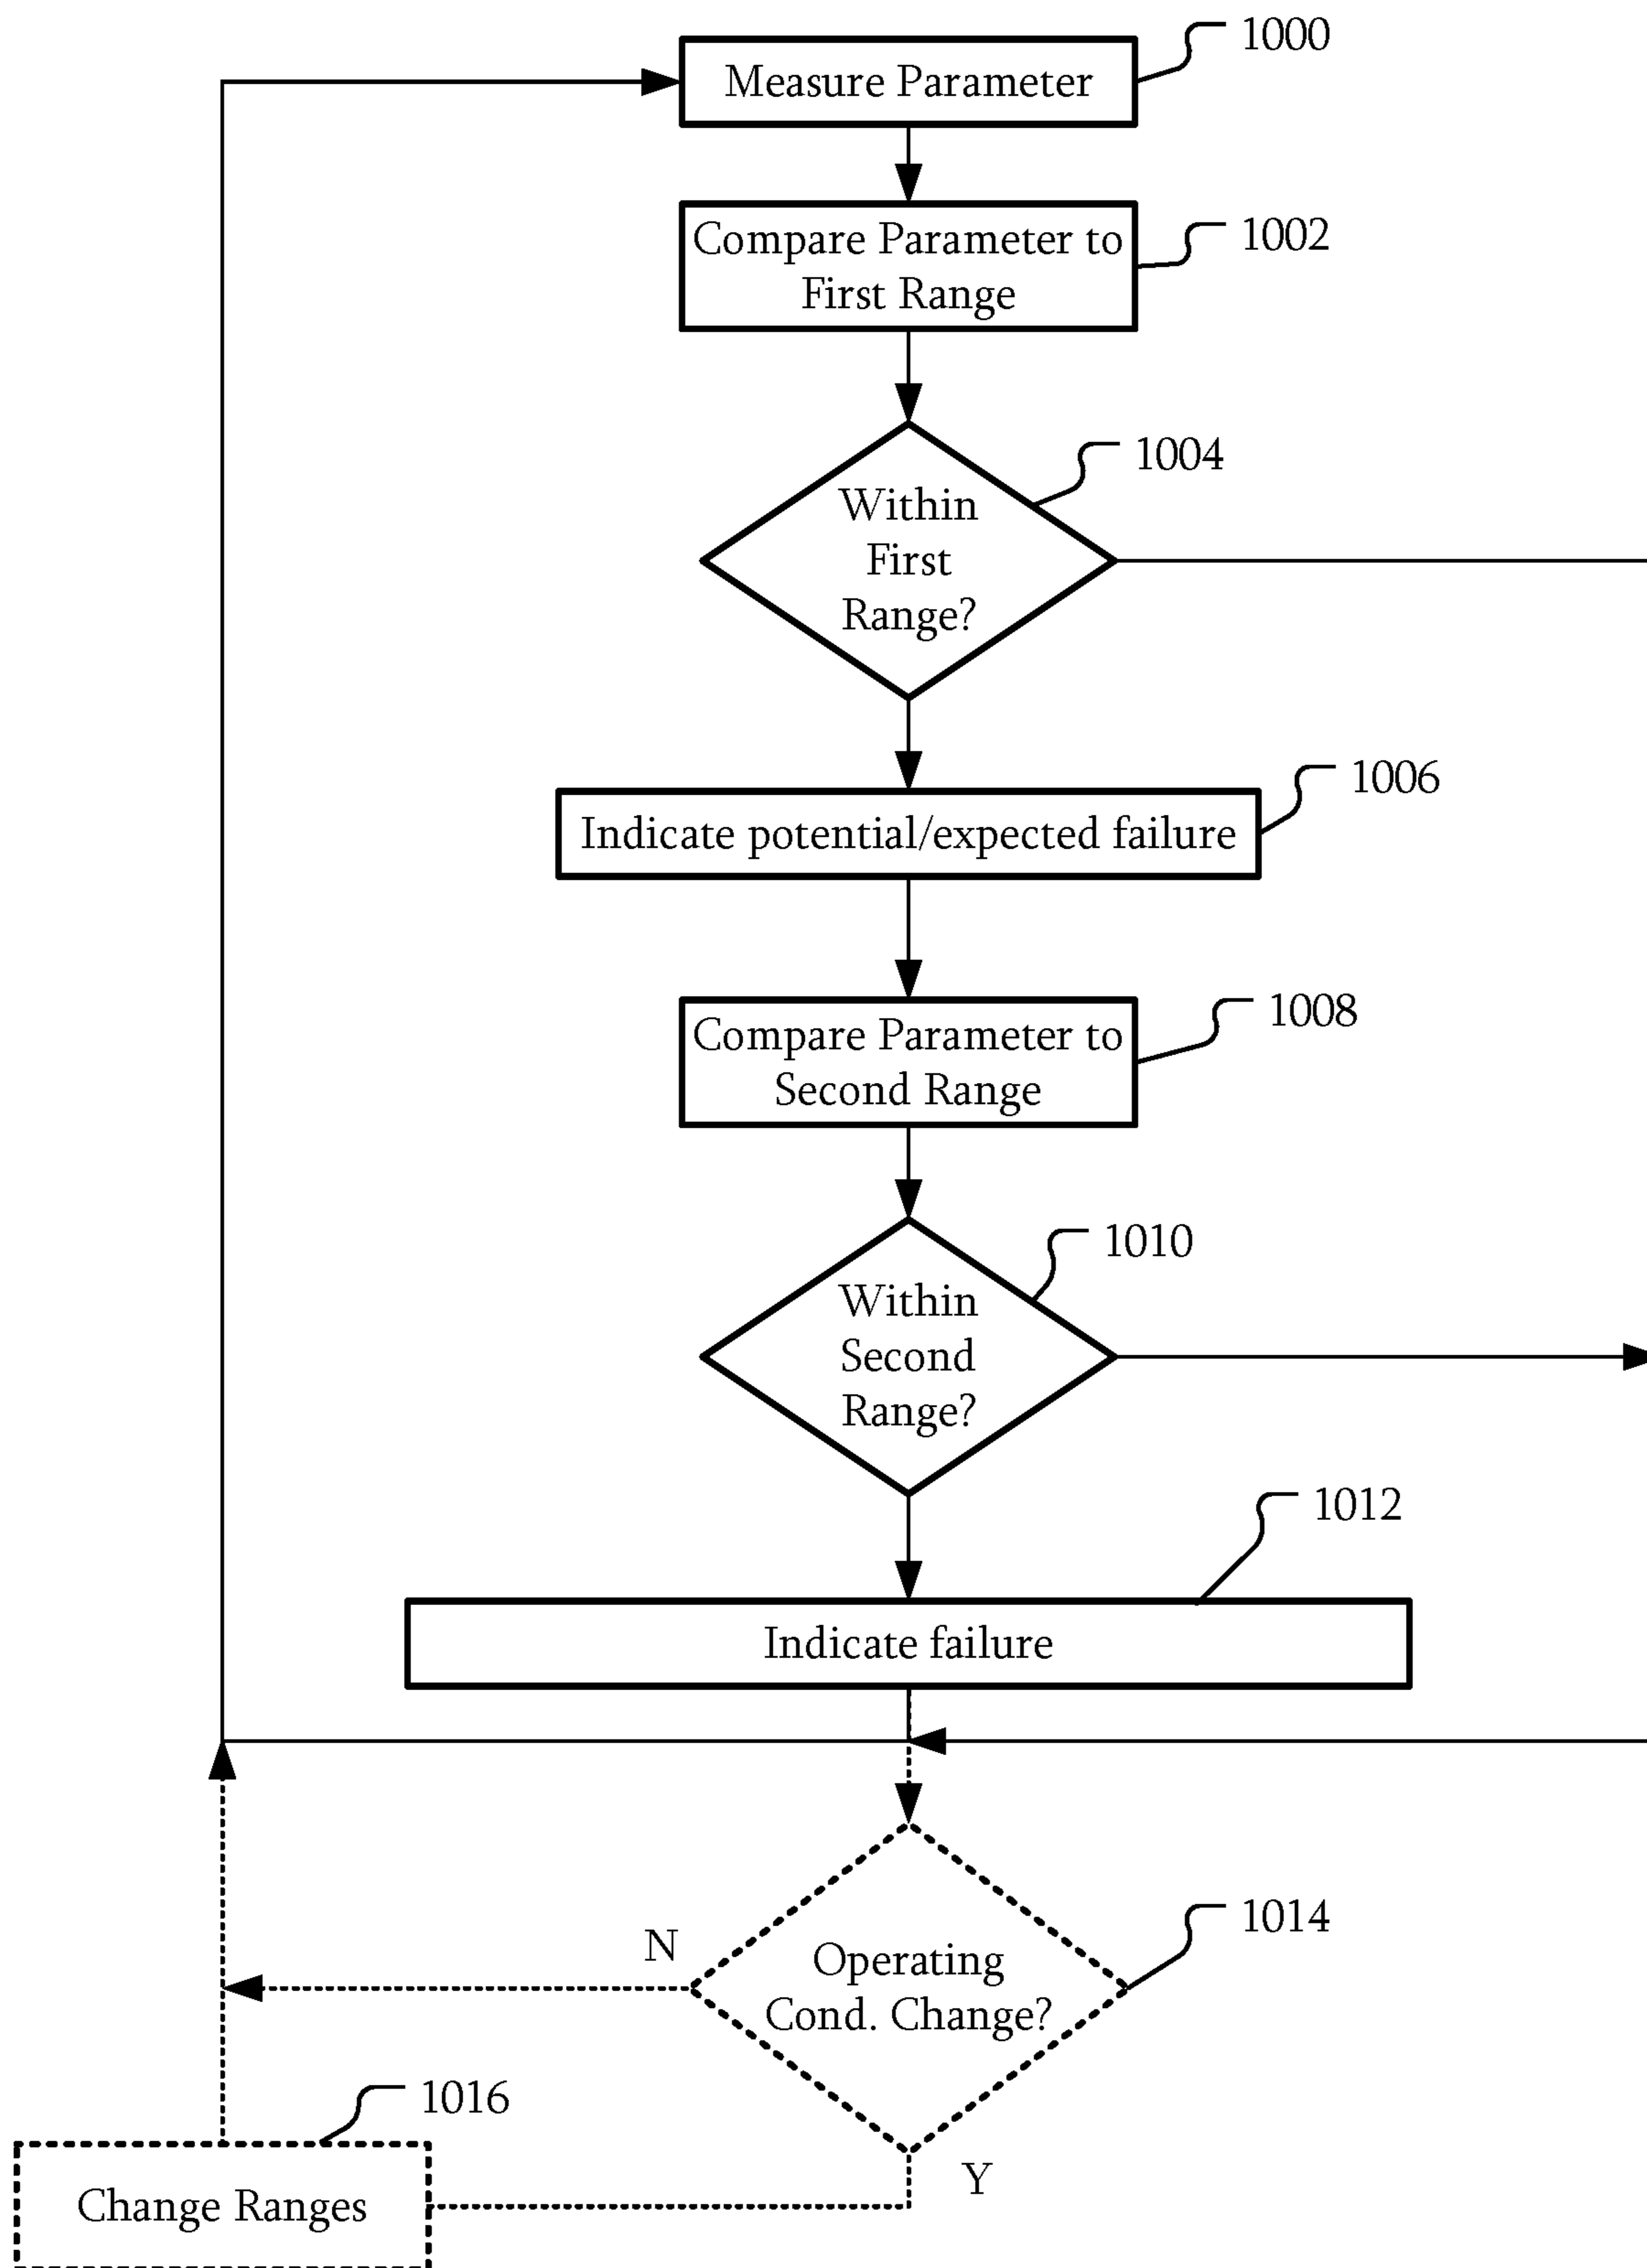 1000
Measure Parameter
1002
Compare Parameter to
First Range
1004
Within
First
Range?
1006
Indicate potential/expected failure
1008
Compare Parameter to
Second Range
1010
Within
Second
Range?
1012
Indicate failure
1014
N
Operating
Cond. Change?
1016
Y
Change Ranges